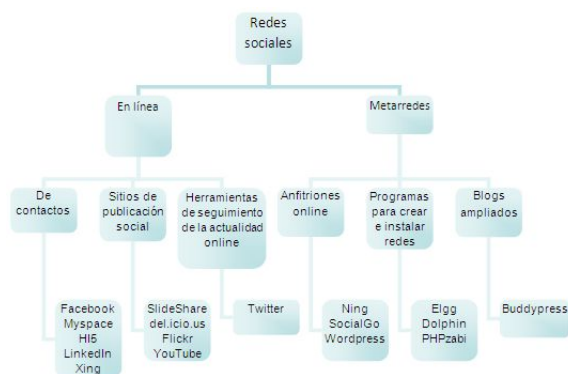 Redes
sociales
En línea
Metarredes
De
contactos
Sitios de
publicación
social
Herramientas
de seguimiento
de la actualidad
online
Anfitriones
online
Programas
para crear
e instalar
redes
Blogs
ampliados
Facebook
Myspace
HI5
LinkedIn
Xing
SlideShare
del.icio.us
Flickr
YouTube
Twitter
Ning
SocialGo
Wordpress
Elgg
Dolphin
PHPzabi
Buddypress